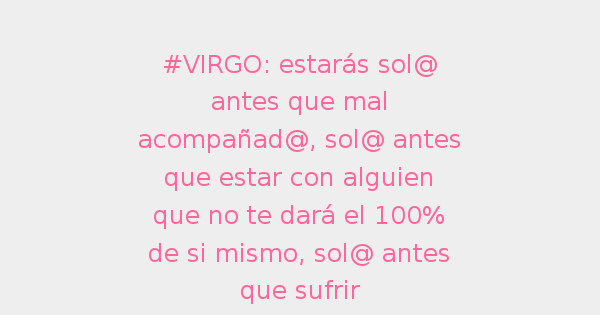 #VIRGO: estarás sol@
antes que mal
acompañad@, sol@ antes
que estar con alguien
que no te dará el 100%
de si mismo, sol@ antes
que sufrir